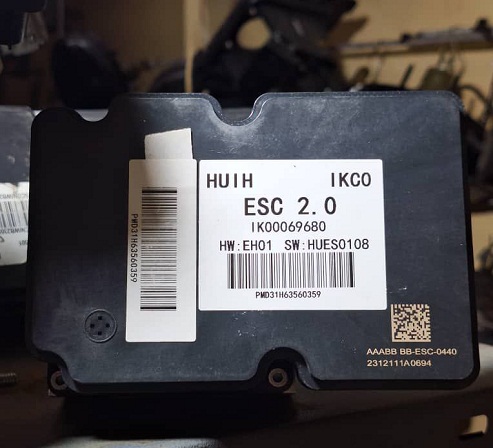 HUIH IKCO
ESC 2.0
IK00069680
HW:EH01 SW:HUES0108
PMD31H63560359
PMD31H63560359
AAABB BB-ESC-0440
2312111A0694